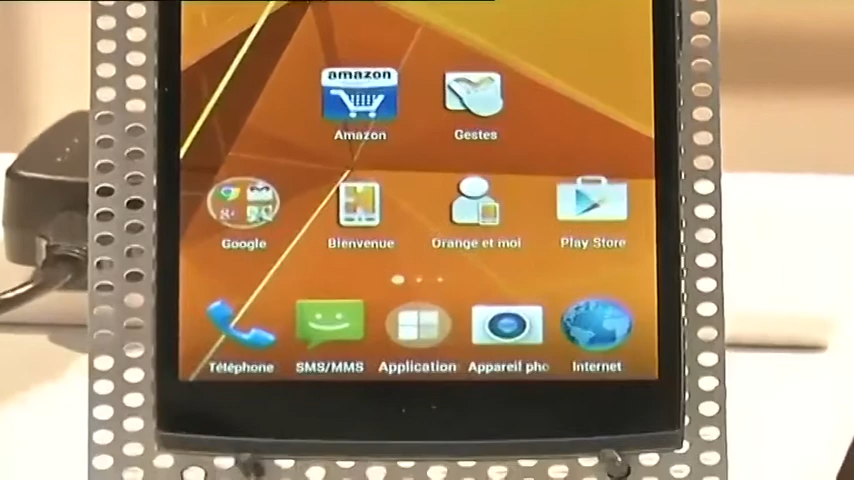 amazon
Amazon
Gestes
Google
Bienvenue
Orange et moi
Play Store
Téléphone
SMS/MMS
Application
Appareil pho
Internet